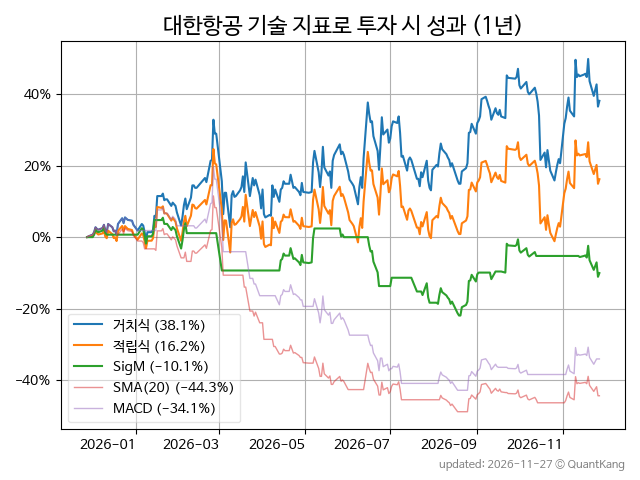 대한항공 기술 지표로 투자 시 성과 (1년)
40%
20%
0%
−20%
−40%
거치식 (38.1%)
적립식 (16.2%)
SigM (−10.1%)
SMA(20) (−44.3%)
MACD (−34.1%)
2026-01
2026-03
2026-05
2026-07
2026-09
2026-11
updated: 2026-11-27 © QuantKang